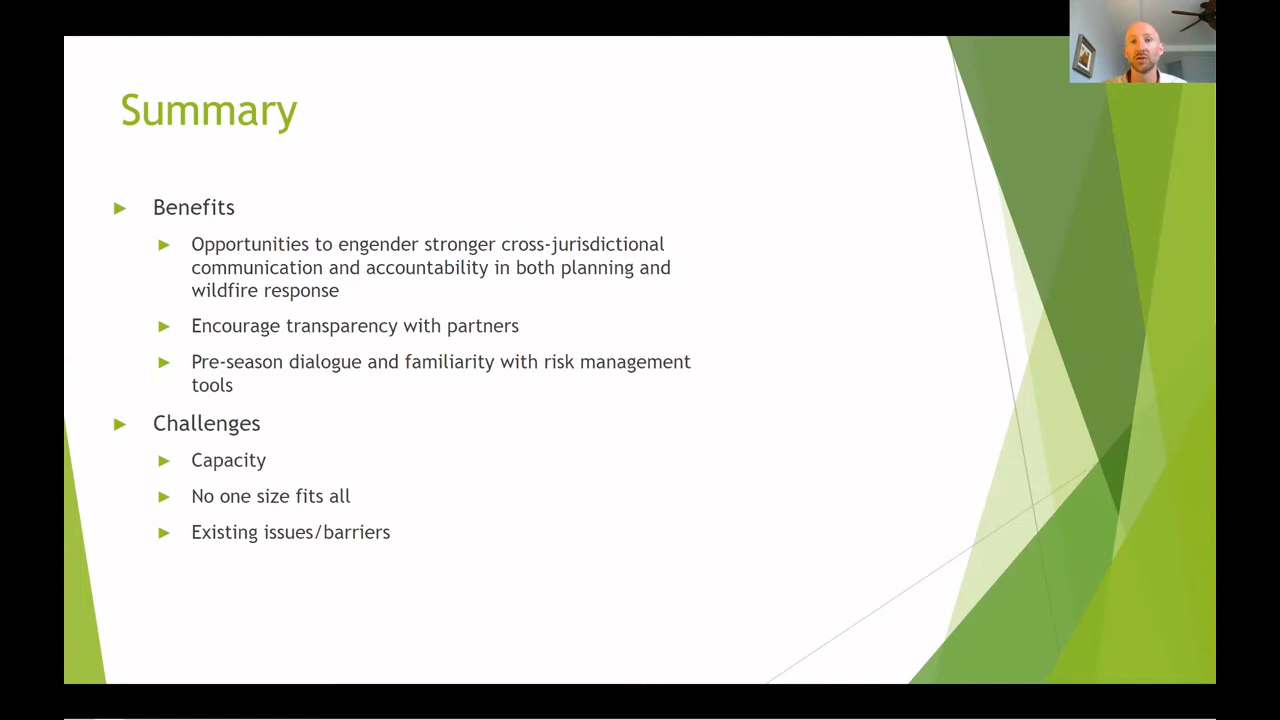 Summary
Benefits
Opportunities to engender stronger cross-jurisdictional
communication and accountability in both planning and
wildfire response
Encourage transparency with partners
Pre-season dialogue and familiarity with risk management
tools
Challenges
Capacity
No one size fits all
Existing issues/barriers